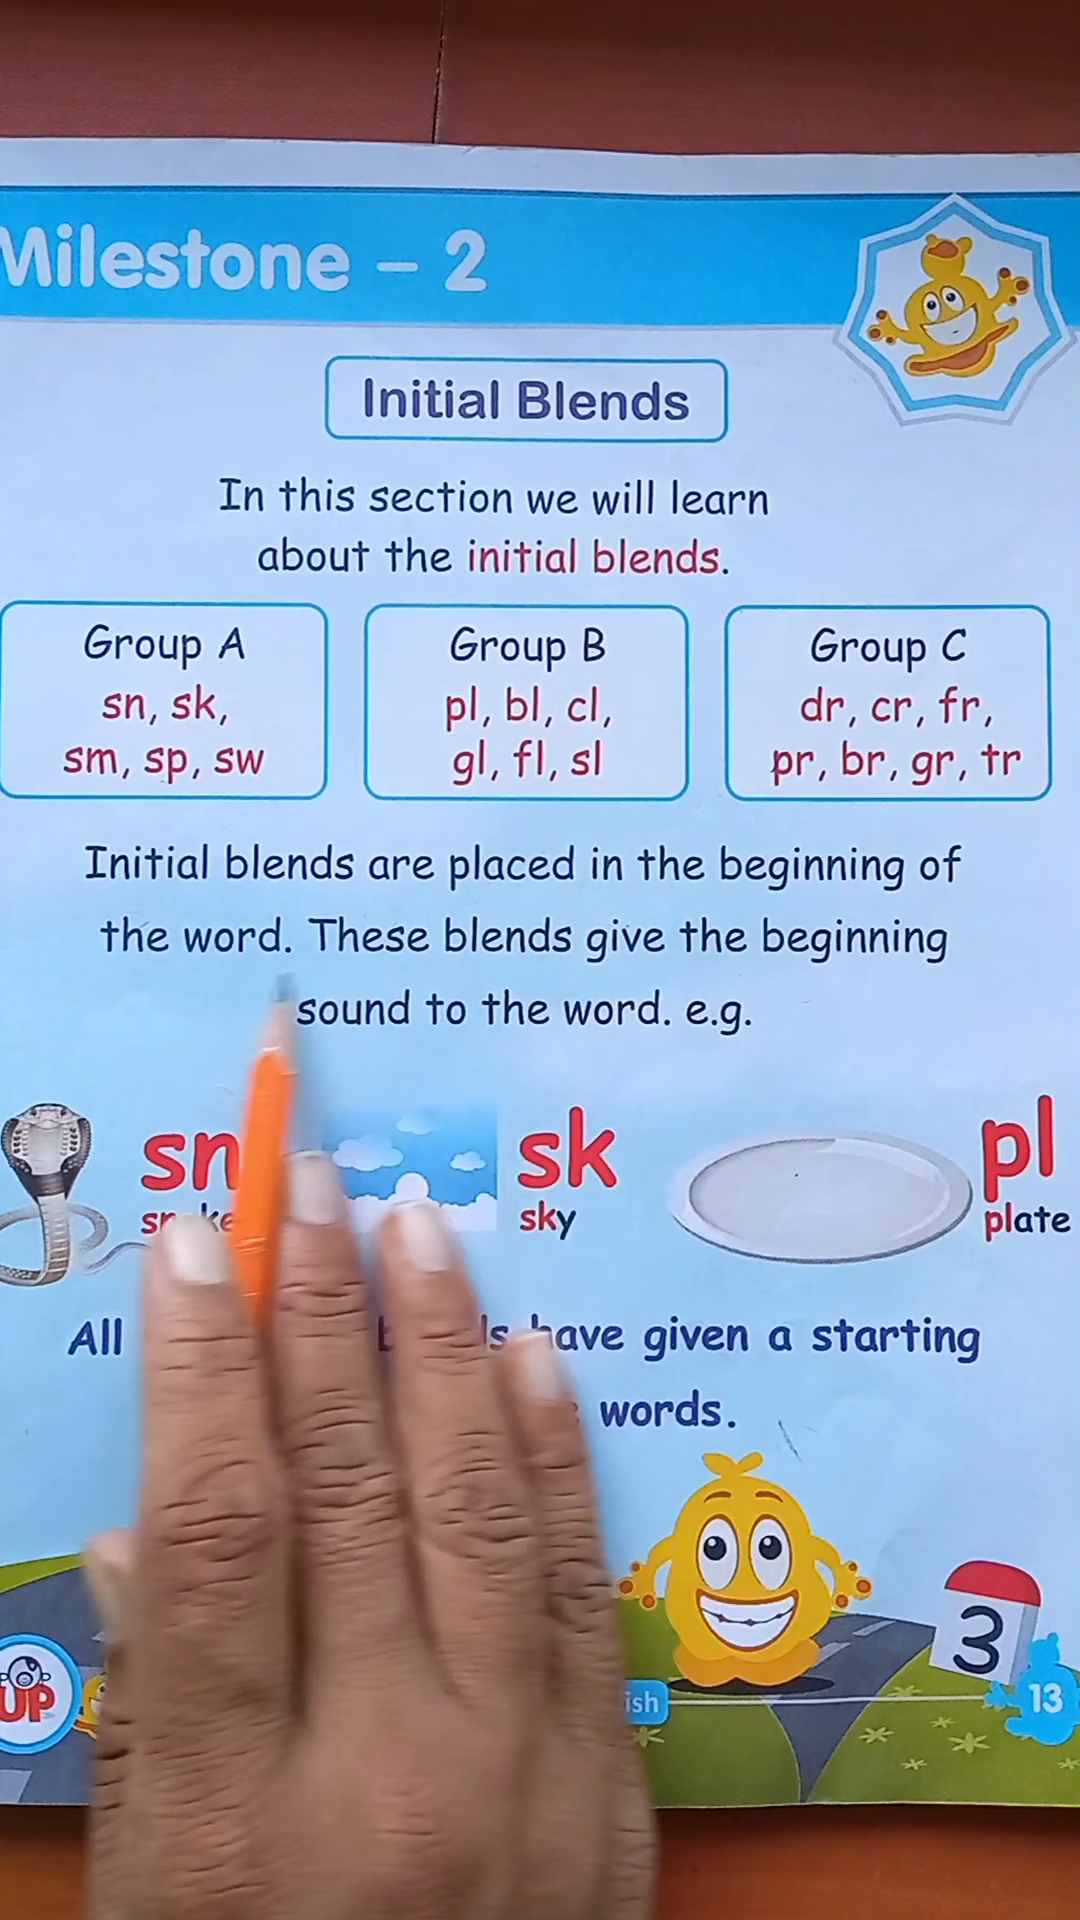 Milestone - 2
Initial Blends
In this section we will learn
about the initial blends.
Group A
sn, sk,
sm, sp, sw
Group B
pl, bl, cl,
gl, fl, sl
Group C
dr, cr, fr,
pr, br, gr, tr
Initial blends are placed in the beginning of
the word. These blends give the beginning
sound to the word. e.g.
sn
sk
sky
pl
plate
All have given a starting
words.
3
UP
13